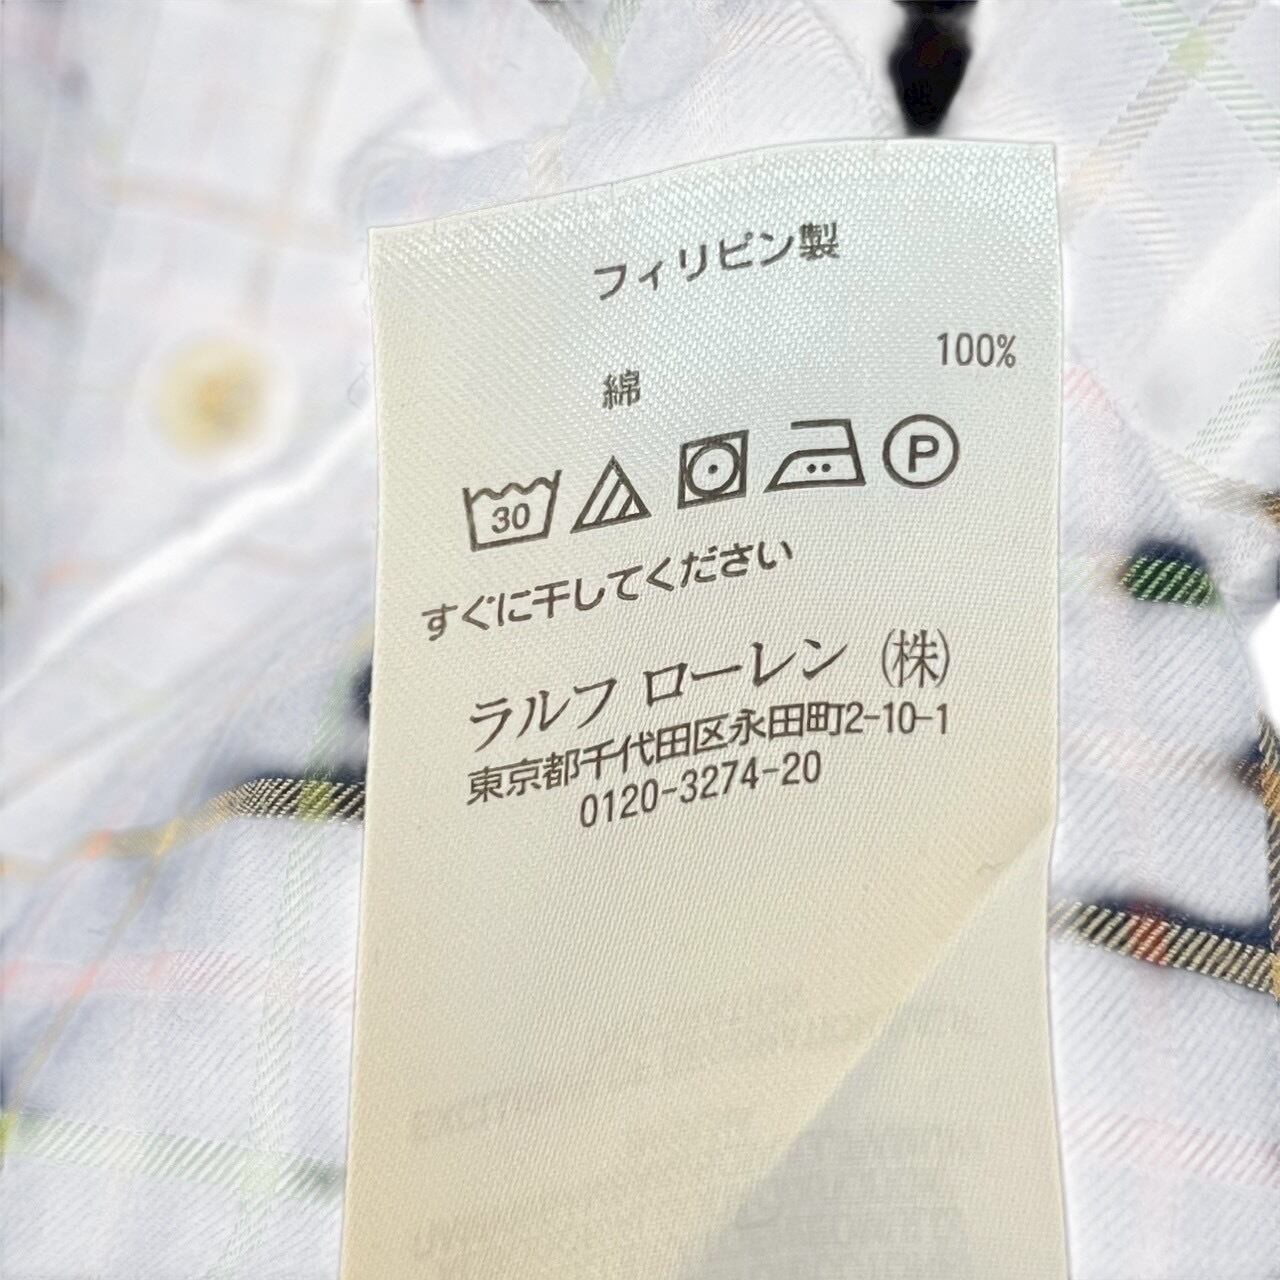 フィリピン製
綿 100%
30 P
すぐに干してください
ラルフ ローレン (株)
東京都千代田区永田町2-10-1
0120-3274-20